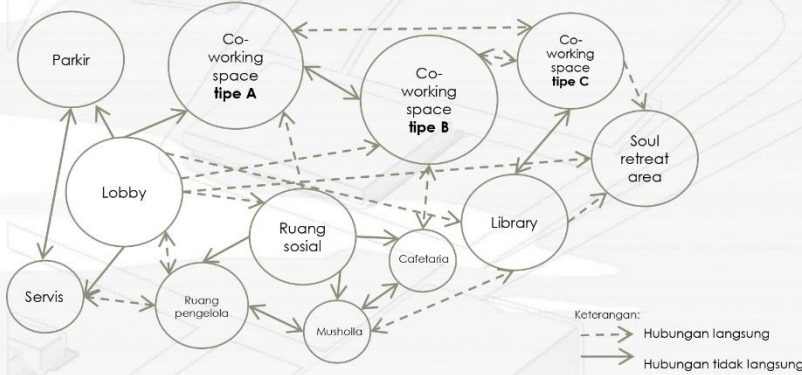 Parkir
Co-
working
space
tipe A
Co-
working
space
tipe B
Co-
working
space
tipe C
Soul
retreat
area
Lobby
Ruang
sosial
Library
Cafetaria
Servis
Ruang
pengelola
Musholla
Keterangan:
Hubungan langsung
Hubungan tidak langsung